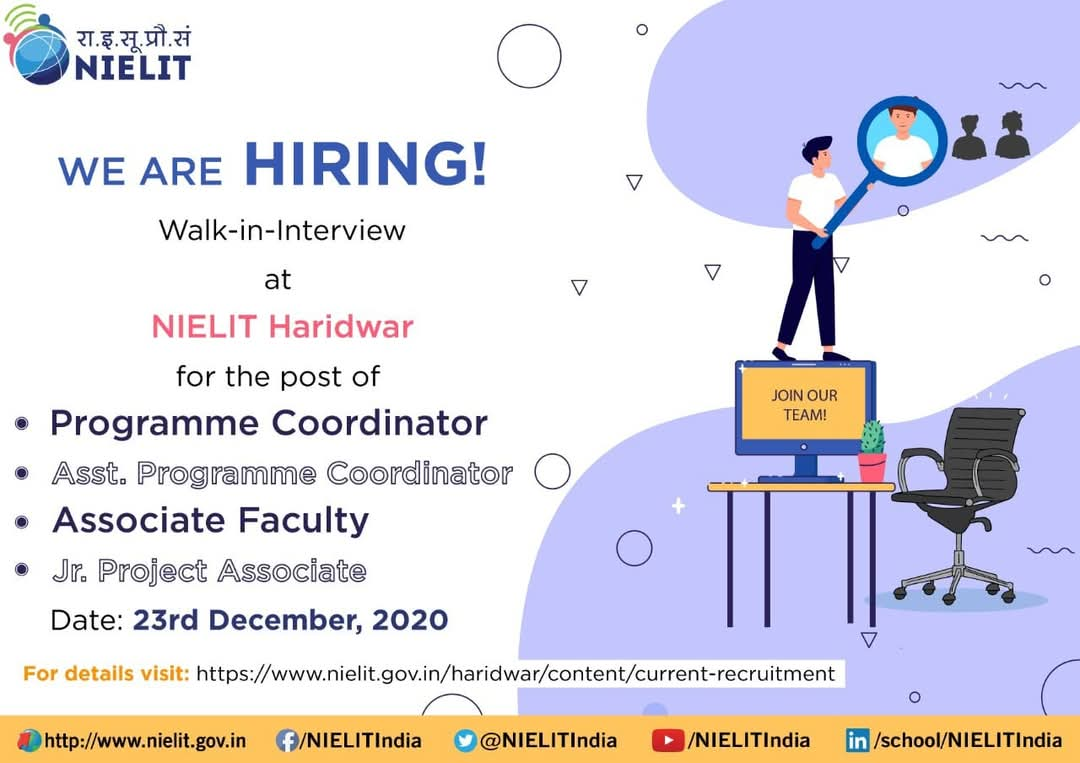 रा.इ.सू.प्रौ.सं
NIELIT
WE ARE HIRING!
Walk-in-Interview
at
NIELIT Haridwar
for the post of
Programme Coordinator
Asst. Programme Coordinator
Associate Faculty
Jr. Project Associate
Date: 23rd December, 2020
JOIN OUR
TEAM!
For details visit: https://www.nielit.gov.in/haridwar/content/current-recruitment
http://www.nielit.gov.in /NIELITIndia @NIELITIndia /NIELITIndia in /school/NIELITIndia